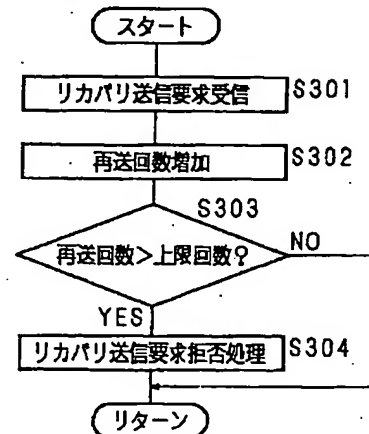 スタート
リカバリ送信要求受信 S301
再送回数増加 S302
S303
再送回数>上限回数? NO
YES
リカバリ送信要求拒否処理 S304
リターン